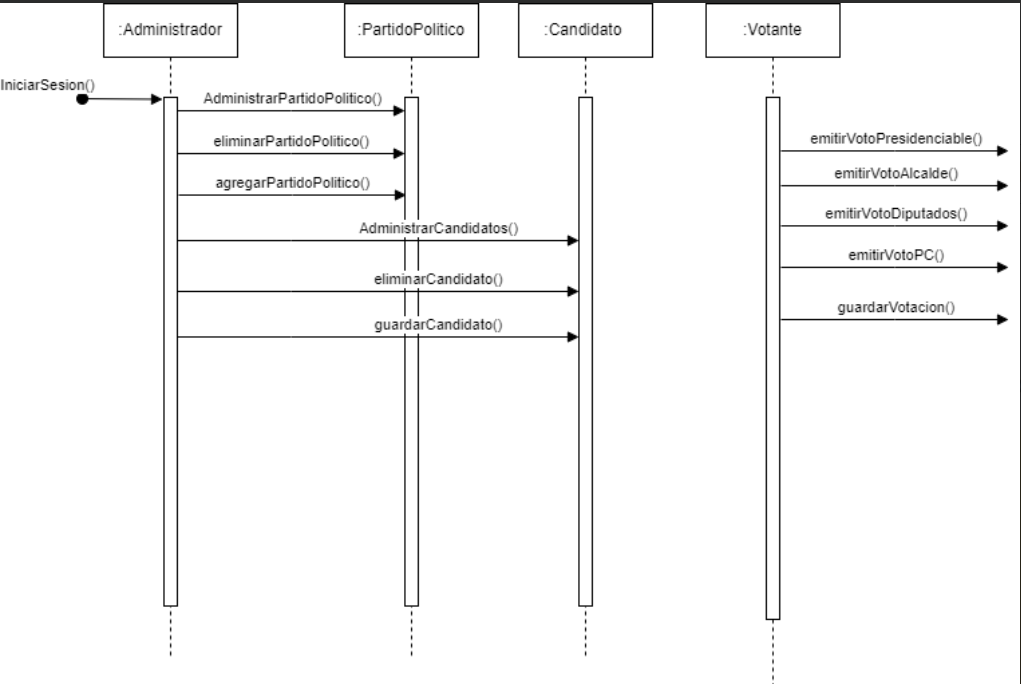 :Administrador
:PartidoPolitico
:Candidato
:Votante
IniciarSesion()
AdministrarPartidoPolitico()
eliminarPartidoPolitico()
agregarPartidoPolitico()
AdministrarCandidatos()
eliminarCandidato()
guardarCandidato()
emitirVotoPresidenciable()
emitirVotoAlcalde()
emitirVotoDiputados()
emitirVotoPC()
guardarVotacion()